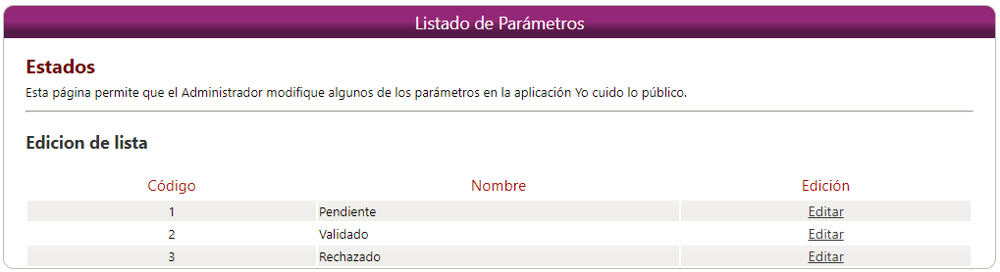 Listado de Parámetros
Estados
Esta página permite que el Administrador modifique algunos de los parámetros en la aplicación Yo cuido lo público.
Edicion de lista
Código Nombre Edición
1 Pendiente Editar
2 Validado Editar
3 Rechazado Editar